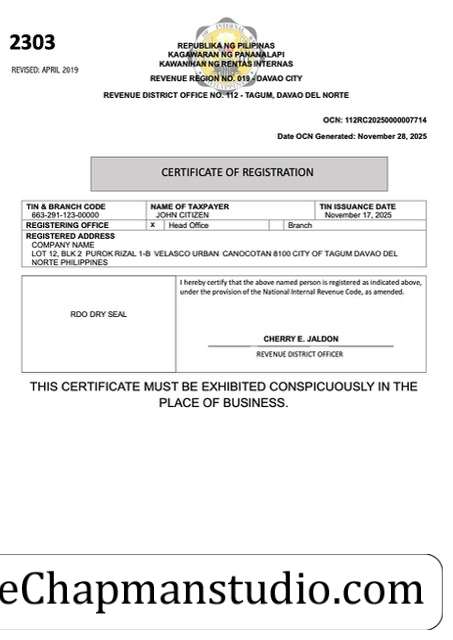 2303
REVISED: APRIL 2019
REPUBLIKA NG PILIPINAS
KAGAWARAN NG PANANALAPI
KAWANIHAN NG RENTAS INTERNAS
REVENUE REGION NO. 019 - DAVAO CITY
REVENUE DISTRICT OFFICE NO. 112 - TAGUM, DAVAO DEL NORTE
OCN: 112RC20250000007714
Date OCN Generated: November 28, 2025
CERTIFICATE OF REGISTRATION
TIN & BRANCH CODE NAME OF TAXPAYER TIN ISSUANCE DATE
663-291-123-00000 JOHN CITIZEN November 17, 2025
REGISTERING OFFICE x Head Office Branch
REGISTERED ADDRESS
COMPANY NAME
LOT 12, BLK 2 PUROK RIZAL 1-B VELASCO URBAN CANOCOTAN 8100 CITY OF TAGUM DAVAO DEL
NORTE PHILIPPINES
I hereby certify that the above named person is registered as indicated above,
under the provision of the National Internal Revenue Code, as amended.
RDO DRY SEAL
CHERRY E. JALDON
REVENUE DISTRICT OFFICER
THIS CERTIFICATE MUST BE EXHIBITED CONSPICUOUSLY IN THE
PLACE OF BUSINESS.
eChapmanstudio.com